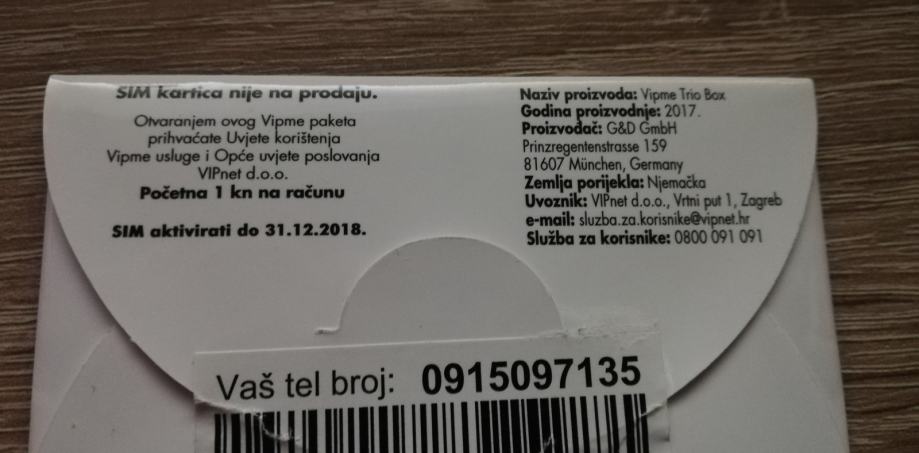 SIM kartica nije na prodaju.
Otvaranjem ovog Vipme paketa
prihvaćate Uvjete korištenja
Vipme usluge i Opće uvjete poslovanja
VIPnet d.o.o.
Početna 1 kn na računu
SIM aktivirati do 31.12.2018.
Naziv proizvoda: Vipme Trio Box
Godina proizvodnje: 2017.
Proizvođač: G&D GmbH
Prinzregentenstrasse 159
81607 München, Germany
Zemlja porijekla: Njemačka
Uvoznik: VIPnet d.o.o., Vrtni put 1, Zagreb
e-mail: sluzba.za.korisnike@vipnet.hr
Služba za korisnike: 0800 091 091
Vaš tel broj: 0915097135